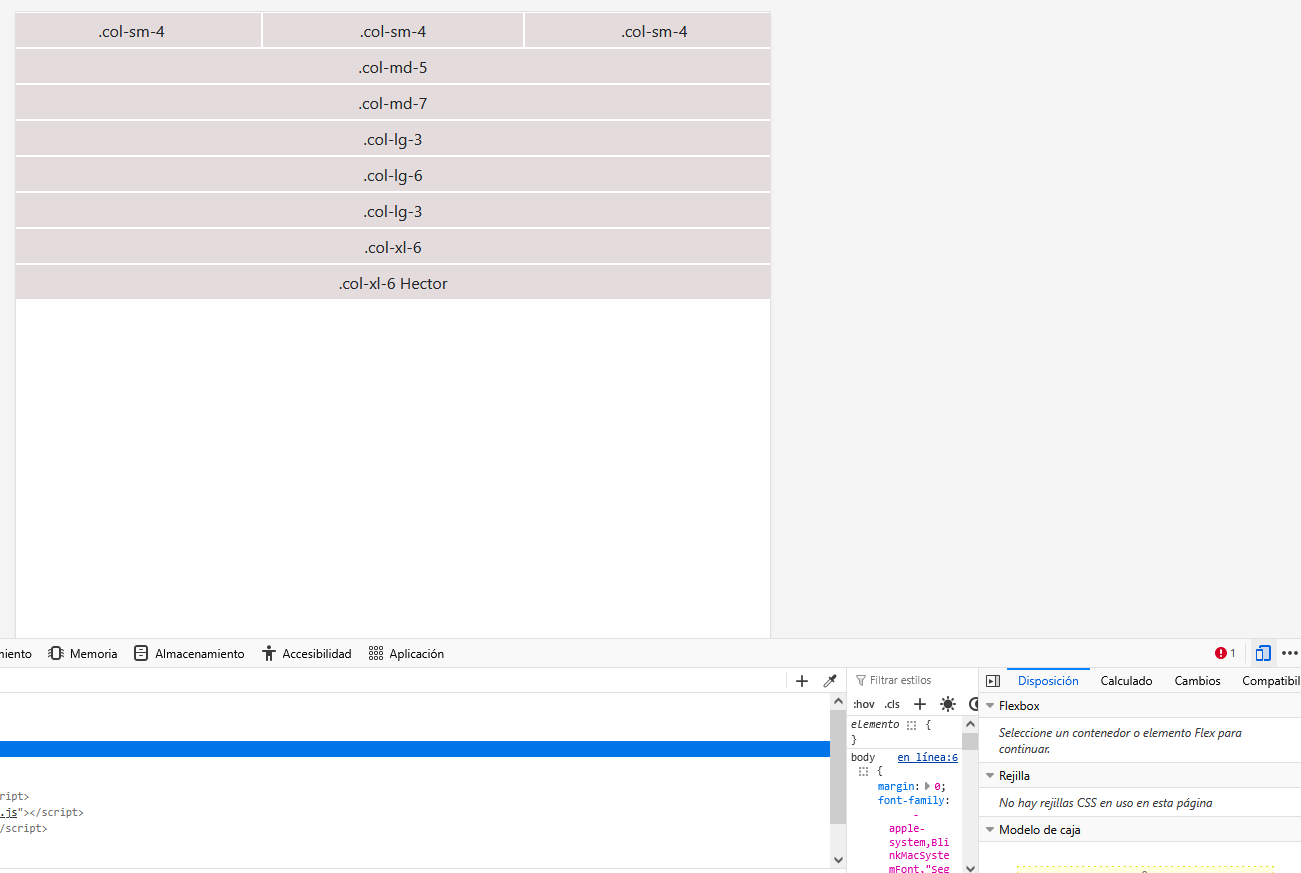 .col-sm-4 .col-sm-4 .col-sm-4
.col-md-5
.col-md-7
.col-lg-3
.col-lg-6
.col-lg-3
.col-xl-6
.col-xl-6 Hector
miento Memoria Almacenamiento Accesibilidad Aplicación 1
Filtrar estilos
Disposición Calculado Cambios Compatibil
:hov .cls
Flexbox
elemento {
}
Seleccione un contenedor o elemento Flex para
continuar.
body en línea:6
{
margin: 0;
font-family:
-
apple-
system,Bli
nkMacSyste
mFont,"Seg
Rejilla
No hay rejillas CSS en uso en esta página
Modelo de caja
ript>
.js"></script>
/script>